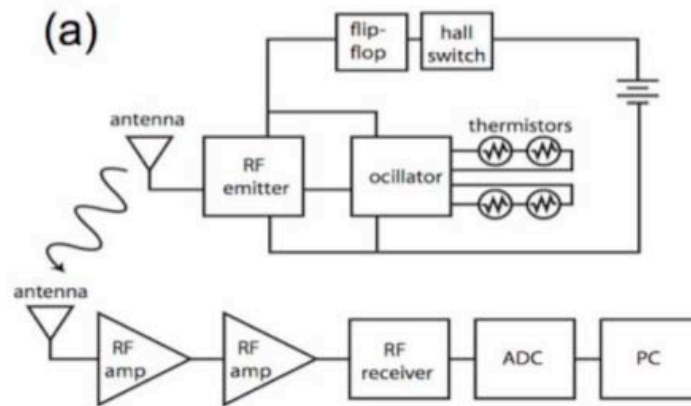 (a)
flip-
flop
hall
switch
antenna
thermistors
RF
emitter
ocillator
antenna
RF
amp
RF
amp
RF
receiver
ADC
PC